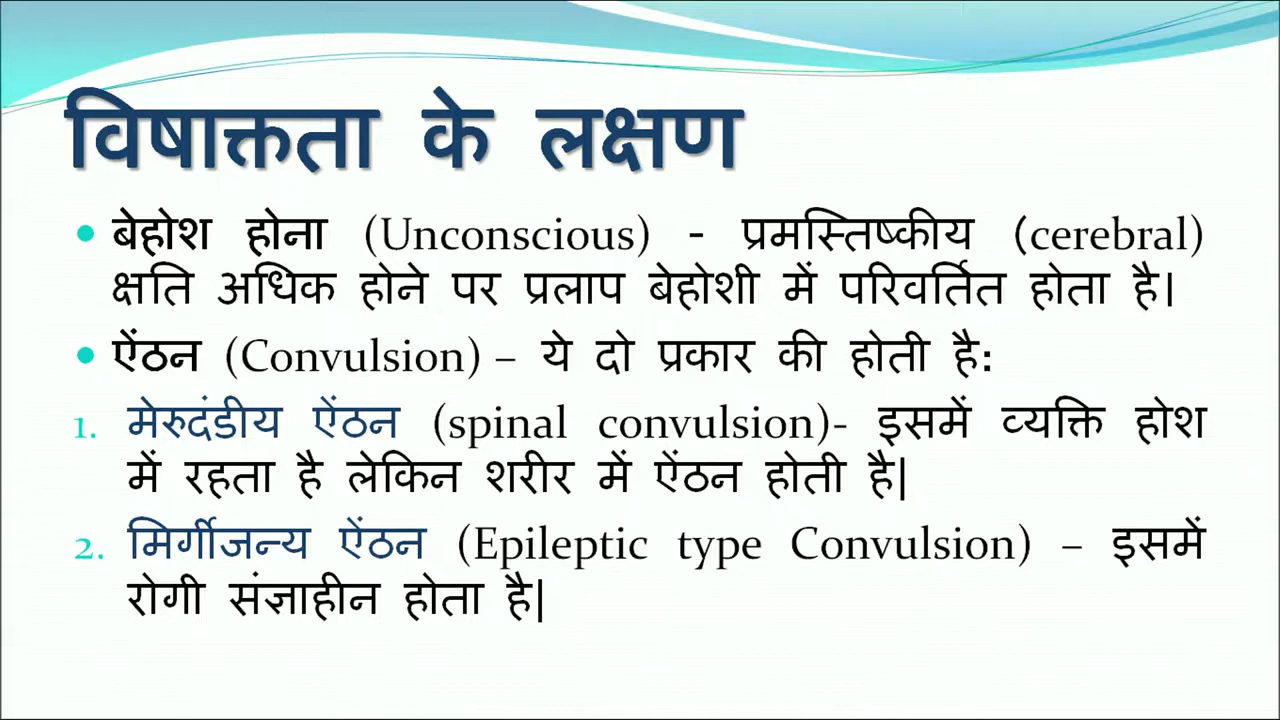 विषाक्तता के लक्षण
• बेहोश होना (Unconscious) - प्रमस्तिष्कीय (cerebral)
क्षति अधिक होने पर प्रलाप बेहोशी में परिवर्तित होता है।
• ऐंठन (Convulsion) – ये दो प्रकार की होती है:
1. मेरुदंडीय ऐंठन (spinal convulsion)- इसमें व्यक्ति होश
में रहता है लेकिन शरीर में ऐंठन होती है|
2. मिर्गीजन्य ऐंठन (Epileptic type Convulsion) – इसमें
रोगी संज्ञाहीन होता है|